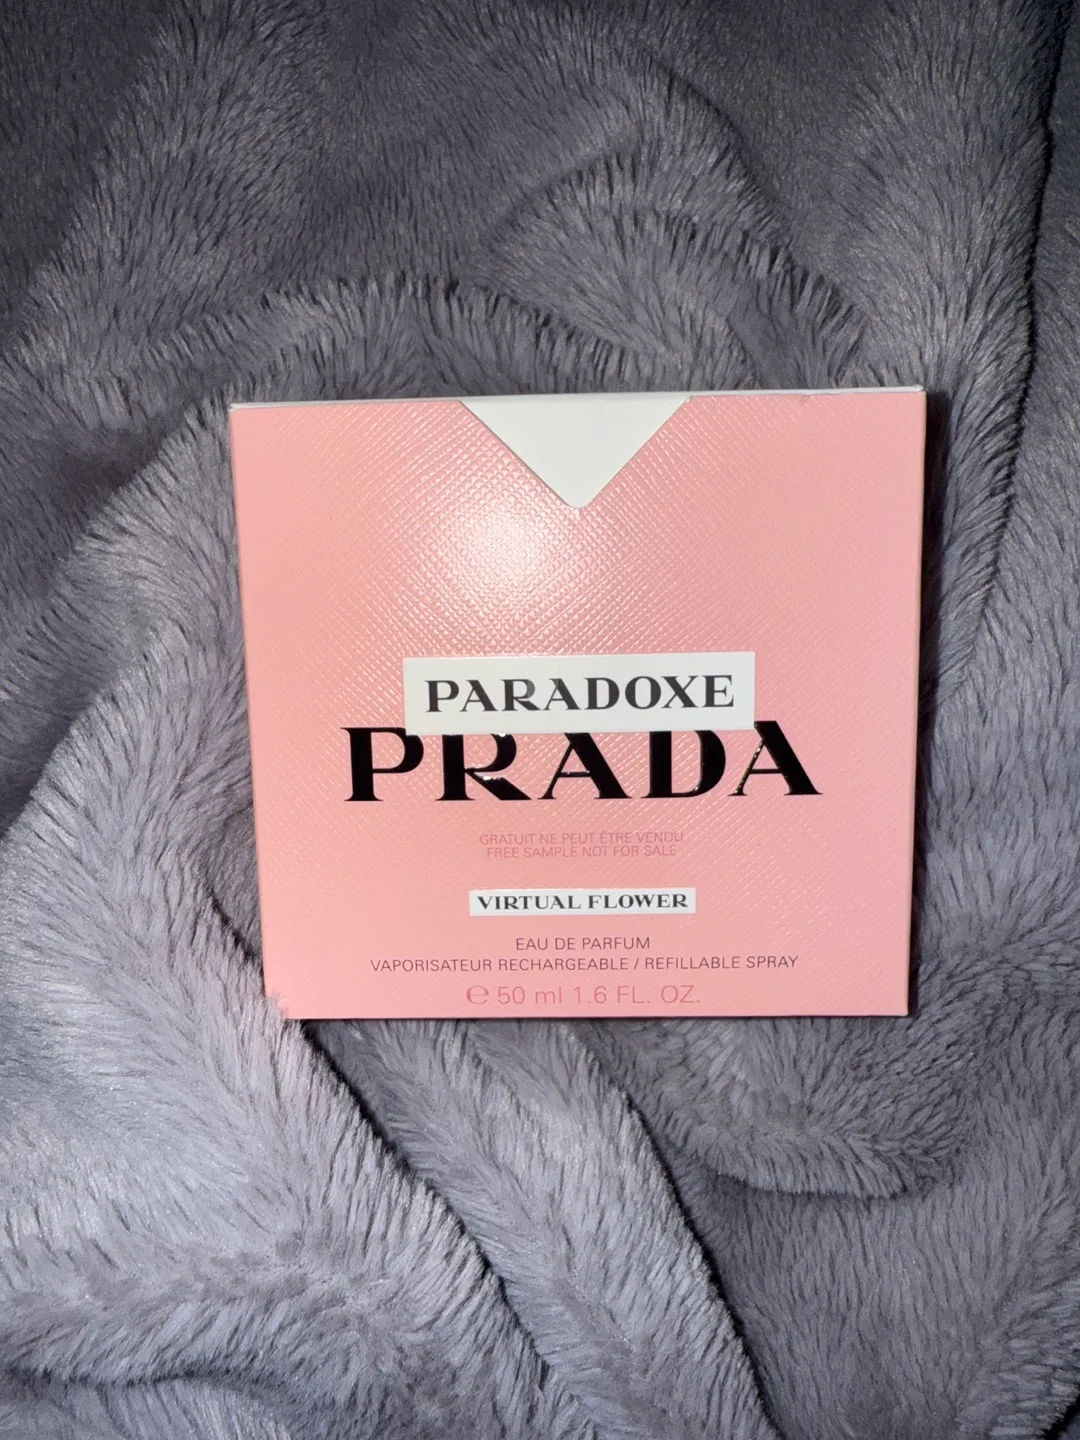 PARADOXE
PRADA
GRATUIT NE PEUT ÊTRE VENDU
FREE SAMPLE NOT FOR SALE
VIRTUAL FLOWER
EAU DE PARFUM
VAPORISATEUR RECHARGEABLE / REFILLABLE SPRAY
℮ 50 ml 1.6 FL. OZ.